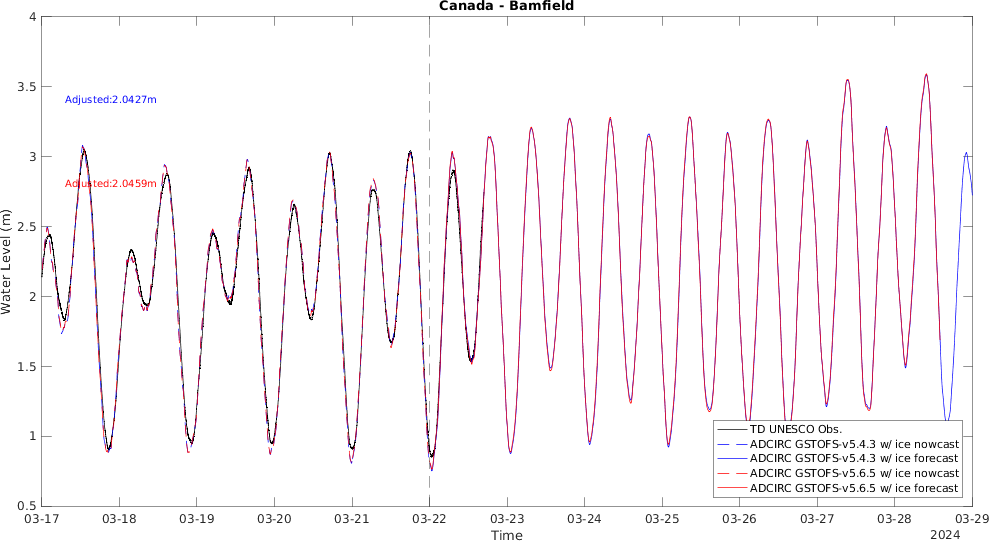 Canada - Bamfield
4
3.5
3
2.5
2
1.5
1
0.5
Water Level (m)
Adjusted:2.0427m
Adjusted:2.0459m
TD UNESCO Obs.
ADCIRC GSTOFS-v5.4.3 w/ ice nowcast
ADCIRC GSTOFS-v5.4.3 w/ ice forecast
ADCIRC GSTOFS-v5.6.5 w/ ice nowcast
ADCIRC GSTOFS-v5.6.5 w/ ice forecast
03-17 03-18 03-19 03-20 03-21 03-22 03-23 03-24 03-25 03-26 03-27 03-28 03-29
Time
2024